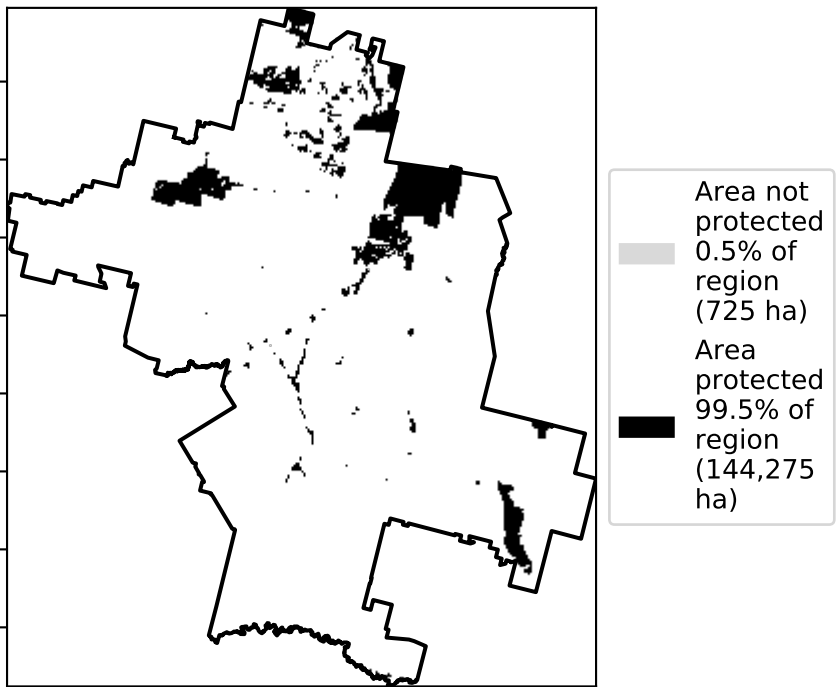 Area not
protected
0.5% of
region
(725 ha)
Area
protected
99.5% of
region
(144,275
ha)